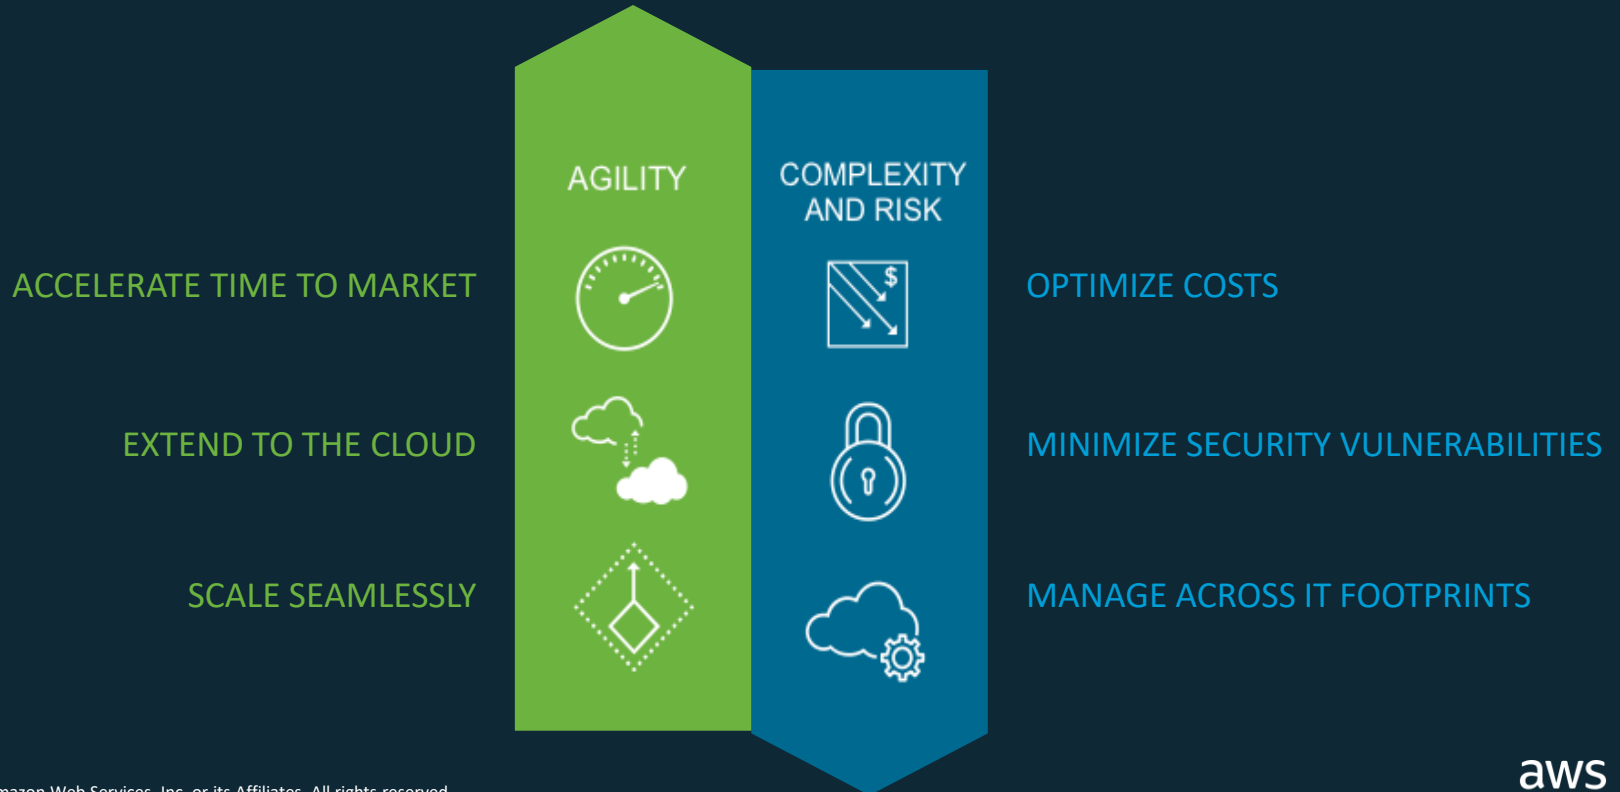 AGILITY
COMPLEXITY
AND RISK
$
ACCELERATE TIME TO MARKET
OPTIMIZE COSTS
EXTEND TO THE CLOUD
MINIMIZE SECURITY VULNERABILITIES
SCALE SEAMLESSLY
MANAGE ACROSS IT FOOTPRINTS
Web Services, Inc. or its Affiliates. All rights reserved.
aws